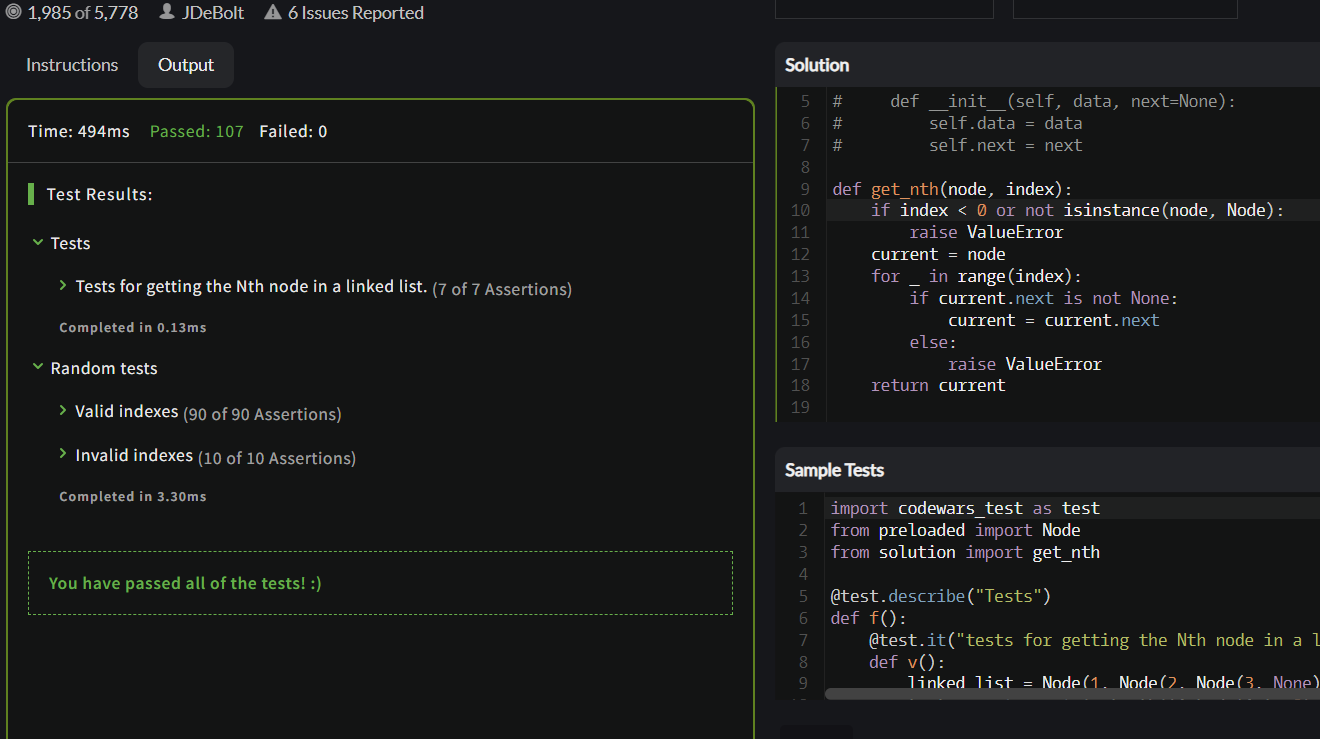 1,985 of 5,778 JDeBolt 6 Issues Reported
Instructions Output
Time: 494ms Passed: 107 Failed: 0
Test Results:
Tests
Tests for getting the Nth node in a linked list. (7 of 7 Assertions)
Completed in 0.13ms
Random tests
Valid indexes (90 of 90 Assertions)
Invalid indexes (10 of 10 Assertions)
Completed in 3.30ms
You have passed all of the tests! :)
Solution
5 #     def __init__(self, data, next=None):
6 #         self.data = data
7 #         self.next = next
8
9 def get_nth(node, index):
10     if index < 0 or not isinstance(node, Node):
11         raise ValueError
12     current = node
13     for _ in range(index):
14         if current.next is not None:
15             current = current.next
16         else:
17             raise ValueError
18     return current
19
Sample Tests
1 import codewars_test as test
2 from preloaded import Node
3 from solution import get_nth
4
5 @test.describe("Tests")
6 def f():
7     @test.it("tests for getting the Nth node in a l
8     def v():
9         linked_list = Node(1, Node(2, Node(3, None)